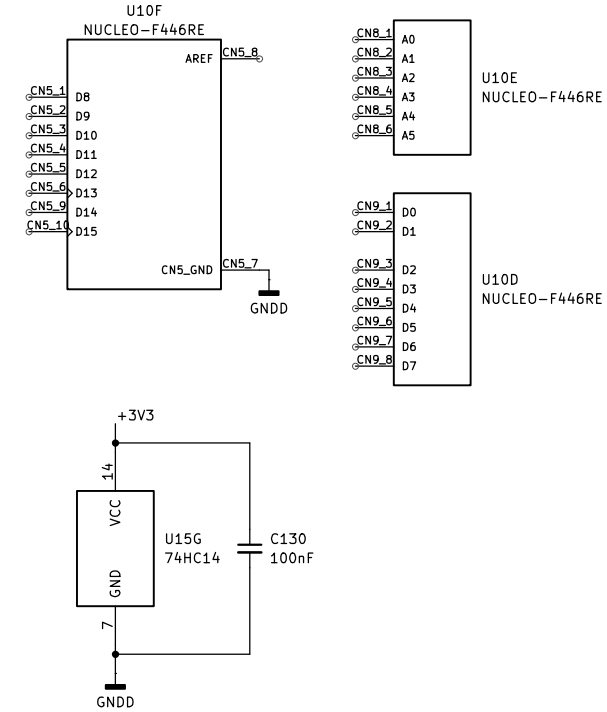 U10F
NUCLEO-F446RE
AREF CN5_8
CN5_1 D8
CN5_2 D9
CN5_3 D10
CN5_4 D11
CN5_5 D12
CN5_6 D13
CN5_9 D14
CN5_10 D15
CN5_GND CN5_7
GNDD
CN8_1 A0
CN8_2 A1
CN8_3 A2
CN8_4 A3
CN8_5 A4
CN8_6 A5
U10E
NUCLEO-F446RE
CN9_1 D0
CN9_2 D1
CN9_3 D2
CN9_4 D3
CN9_5 D4
CN9_6 D5
CN9_7 D6
CN9_8 D7
U10D
NUCLEO-F446RE
+3V3
14
VCC
GND
7
U15G
74HC14
C130
100nF
GNDD